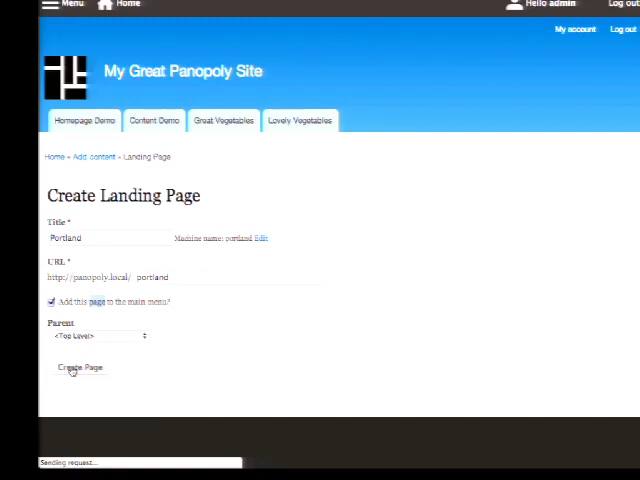 Menu Home Hello admin Log out
My account Log out
My Great Panopoly Site
Homepage Demo Content Demo Great Vegetables Lovely Vegetables
Home » Add content » Landing Page
Create Landing Page
Title *
Portland Machine name: portland Edit
URL *
http://panopoly.local/ portland
Add this page to the main menu?
Parent
<Top Level>
Create Page
Sending request...